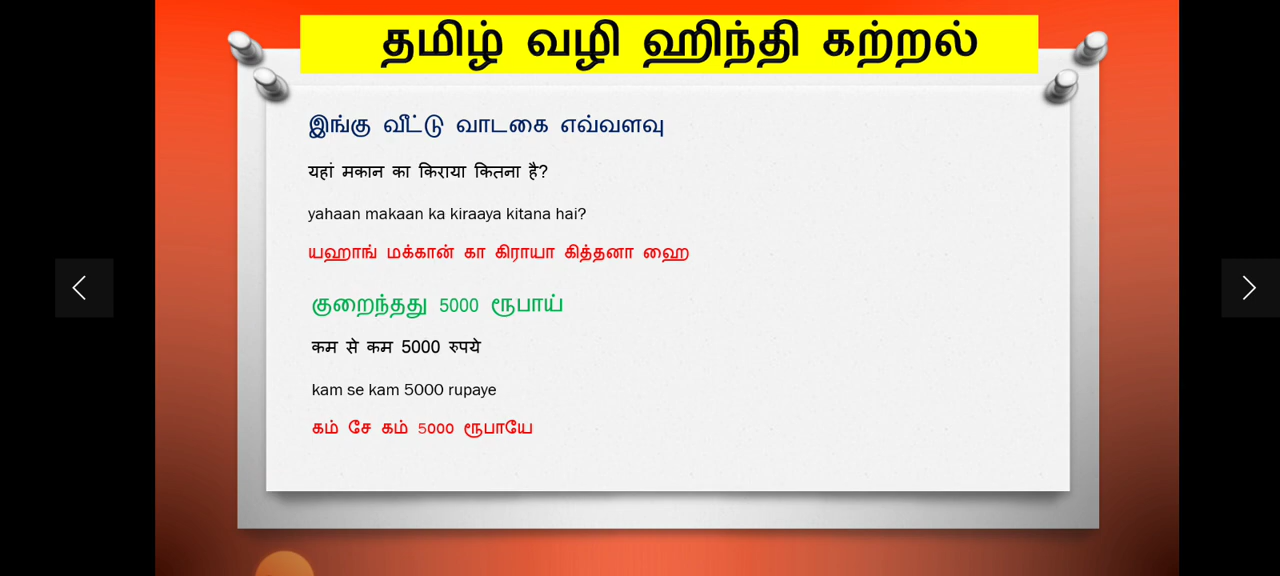 தமிழ் வழி ஹிந்தி கற்றல்
இங்கு வீட்டு வாடகை எவ்வளவு
यहां मकान का किराया कितना है?
yahaan makaan ka kiraaya kitana hai?
யஹாங் மக்கான் கா கிராயா கித்தனா ஹை
குறைந்தது 5000 ரூபாய்
कम से कम 5000 रुपये
kam se kam 5000 rupaye
கம் சே கம் 5000 ரூபாயே